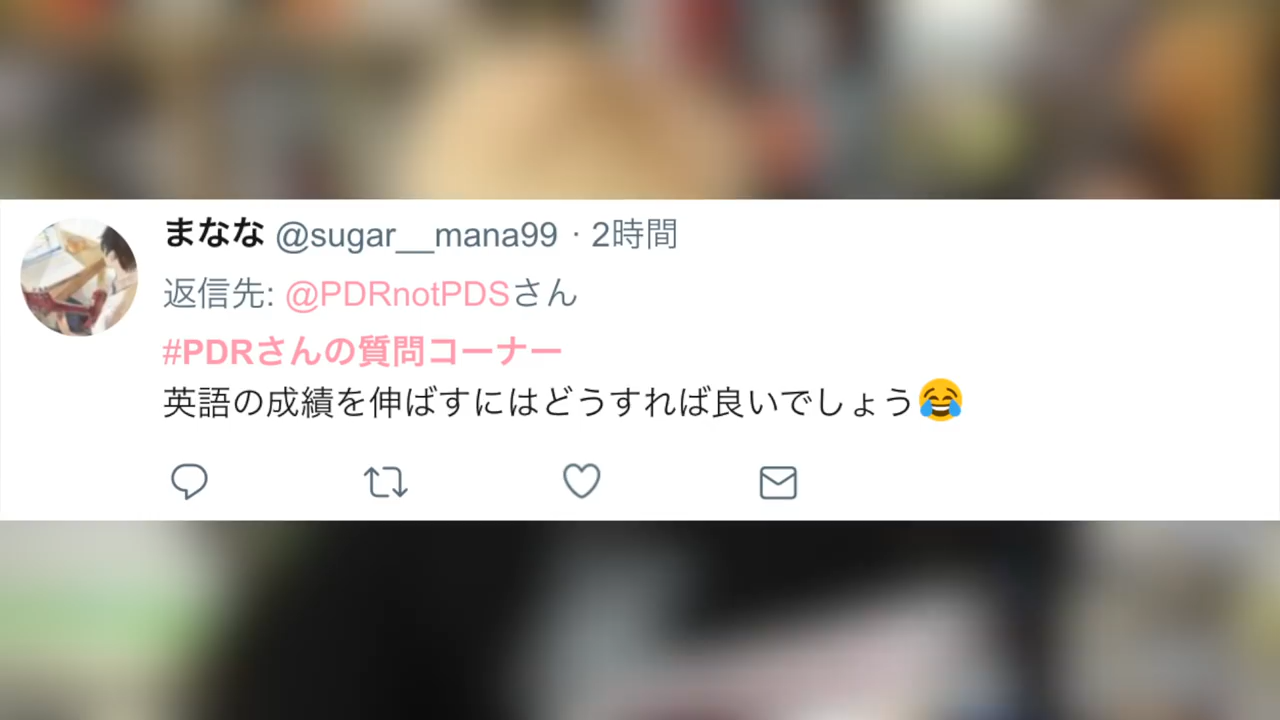 まななな @sugar__mana99 · 2時間
返信先: @PDRnotPDSさん
#PDRさんの質問コーナー
英語の成績を伸ばすにはどうすれば良いでしょう😂